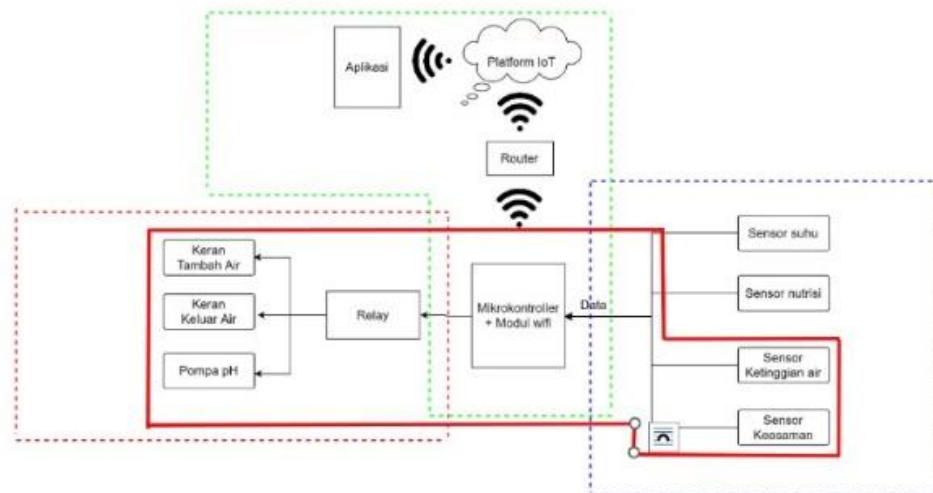 Aplikasi
Platform IoT
Router
Sensor suhu
Keran
Tambah Air
Sensor nutrisi
Data
Keran
Keluar Air
Relay
Mikrokontroller
+ Modul wifi
Sensor
Ketinggian air
Pompa pH
Sensor
Keasaman